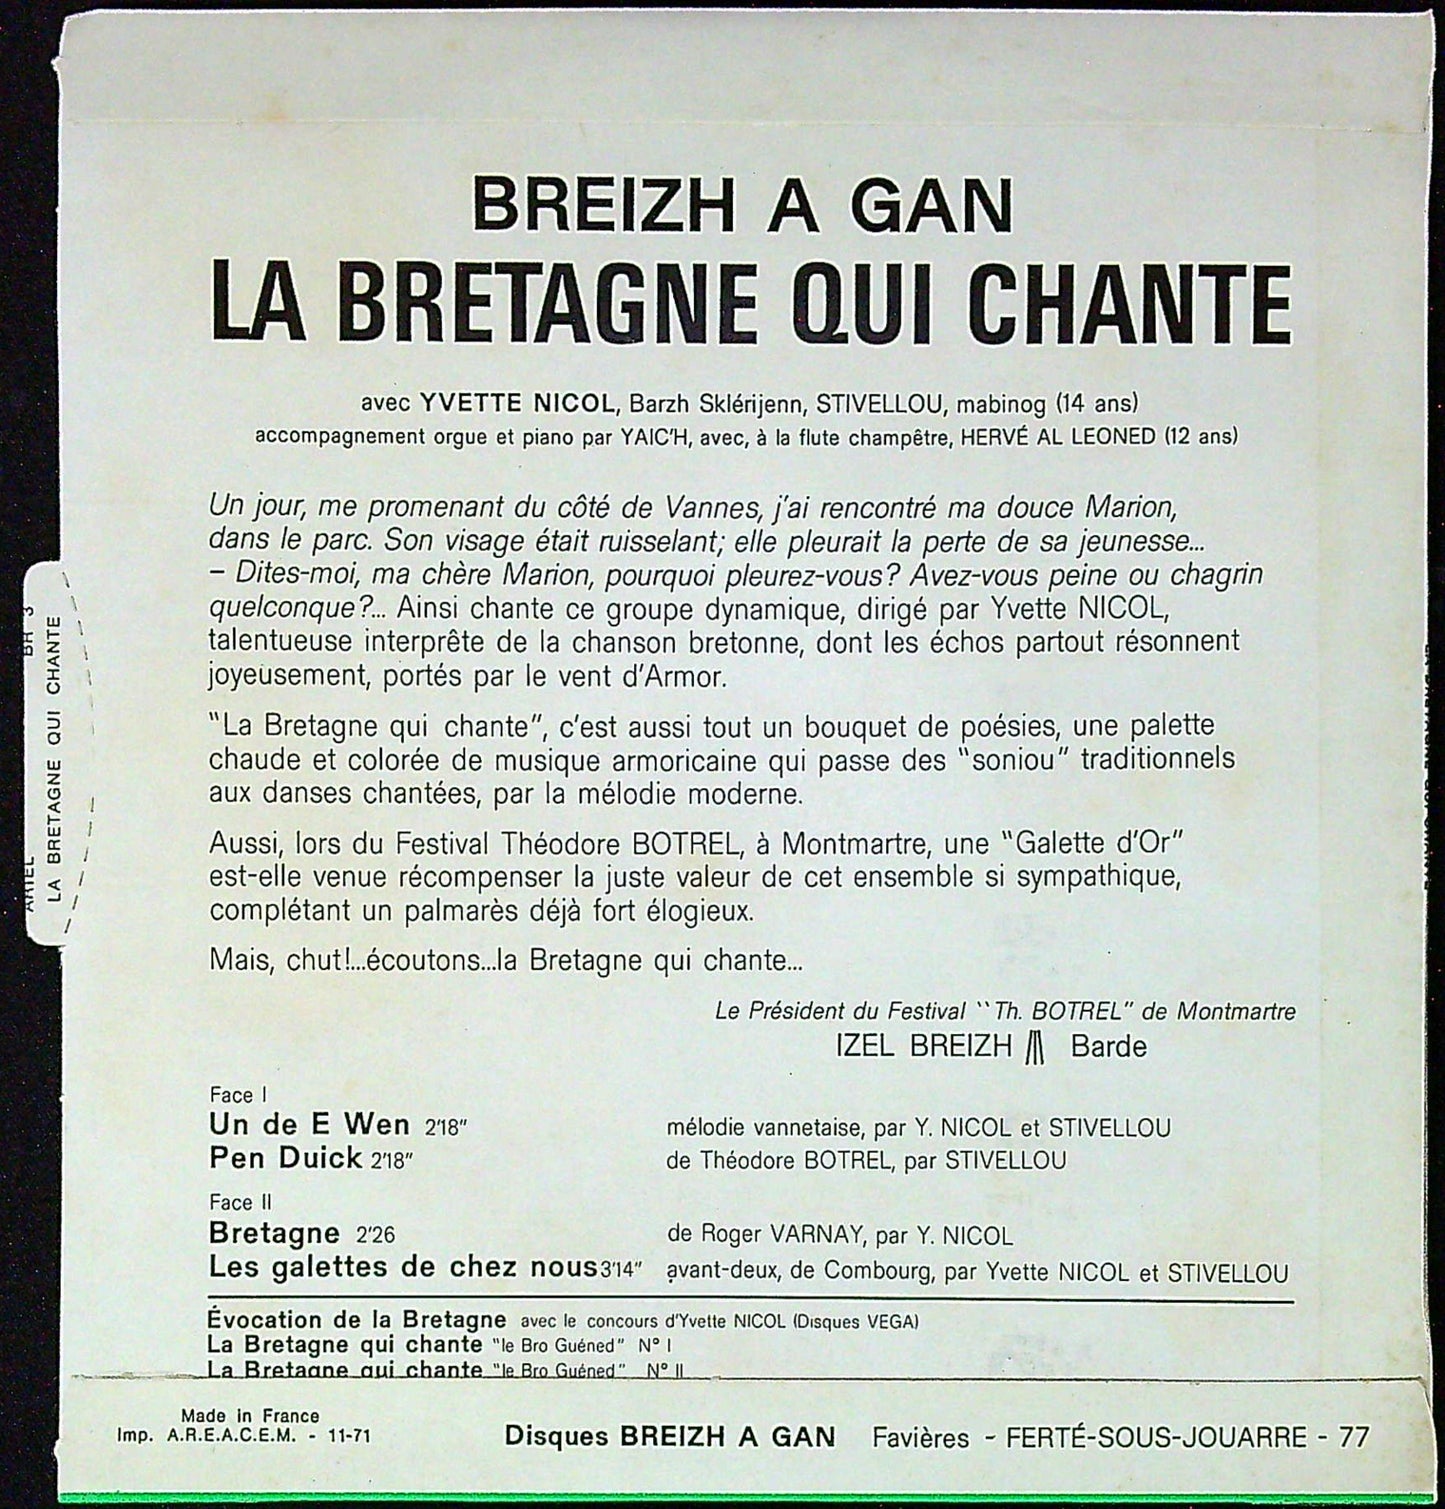 BREIZH A GAN
LA BRETAGNE QUI CHANTE
avec YVETTE NICOL, Barzh Sklérijenn, STIVELLOU, mabinog (14 ans)
accompagnement orgue et piano par YAIC'H, avec, à la flute champêtre, HERVÉ AL LEONED (12 ans)
Un jour, me promenant du côté de Vannes, j'ai rencontré ma douce Marion,
dans le parc. Son visage était ruisselant; elle pleurait la perte de sa jeunesse...
– Dites-moi, ma chère Marion, pourquoi pleurez-vous? Avez-vous peine ou chagrin
quelconque?... Ainsi chante ce groupe dynamique, dirigé par Yvette NICOL,
talentueuse interprête de la chanson bretonne, dont les échos partout résonnent
joyeusement, portés par le vent d'Armor.
"La Bretagne qui chante", c'est aussi tout un bouquet de poésies, une palette
chaude et colorée de musique armoricaine qui passe des "soniou" traditionnels
aux danses chantées, par la mélodie moderne.
Aussi, lors du Festival Théodore BOTREL, à Montmartre, une "Galette d'Or"
est-elle venue récompenser la juste valeur de cet ensemble si sympathique,
complétant un palmarès déjà fort élogieux.
Mais, chut!...écoutons...la Bretagne qui chante...
Le Président du Festival "Th. BOTREL" de Montmartre
IZEL BREIZH Barde
Face I
Un de E Wen 2'18" mélodie vannetaise, par Y. NICOL et STIVELLOU
Pen Duick 2'18" de Théodore BOTREL, par STIVELLOU
Face II
Bretagne 2'26 de Roger VARNAY, par Y. NICOL
Les galettes de chez nous 3'14" avant-deux, de Combourg, par Yvette NICOL et STIVELLOU
Évocation de la Bretagne avec le concours d'Yvette NICOL (Disques VEGA)
La Bretagne qui chante "le Bro Guéned" N° I
La Bretagne qui chante "le Bro Guéned" N° II
Made in France
Imp. A.R.E.A.C.E.M. - 11-71
Disques BREIZH A GAN Favières - FERTÉ-SOUS-JOUARRE - 77
LA BRETAGNE QUI CHANTE